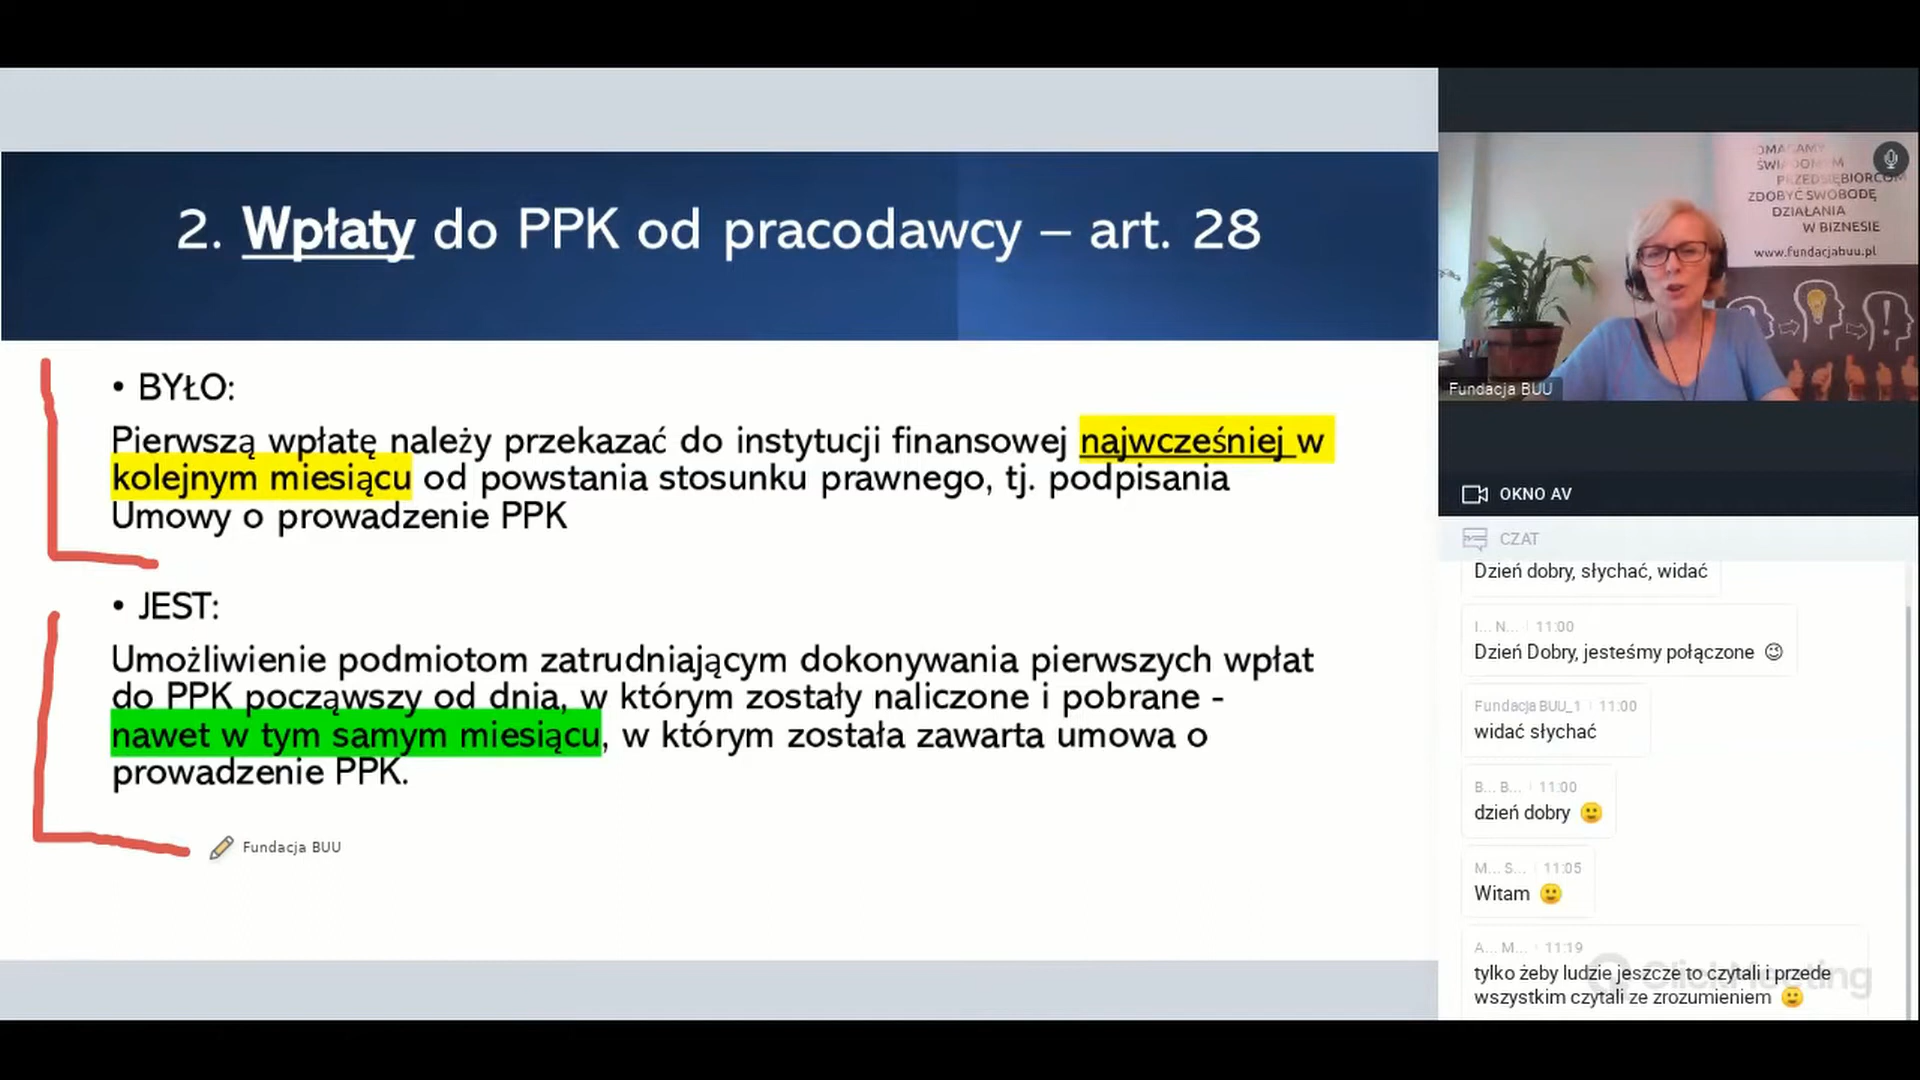 2. Wpłaty do PPK od pracodawcy – art. 28
• BYŁO:
Pierwszą wpłatę należy przekazać do instytucji finansowej najwcześniej w
kolejnym miesiącu od powstania stosunku prawnego, tj. podpisania
Umowy o prowadzenie PPK
• JEST:
Umożliwienie podmiotom zatrudniającym dokonywania pierwszych wpłat
do PPK począwszy od dnia, w którym zostały naliczone i pobrane -
nawet w tym samym miesiącu, w którym została zawarta umowa o
prowadzenie PPK.
Fundacja BUU
ŚWIADOMYM
PRZEDSIĘBIORCOM
ZDOBYĆ SWOBODĘ
DZIAŁANIA
W BIZNESIE
www.fundacjabuu.pl
Fundacja BUU
OKNO AV
CZAT
Dzień dobry, słychać, widać
I... N... 11:00
Dzień Dobry, jesteśmy połączone ☺
Fundacja BUU_1 11:00
widać słychać
B... B... 11:00
dzień dobry 🙂
M... S... 11:05
Witam 🙂
A... M... 11:19
tylko żeby ludzie jeszcze to czytali i przede
wszystkim czytali ze zrozumieniem 🙂
ClickMeeting